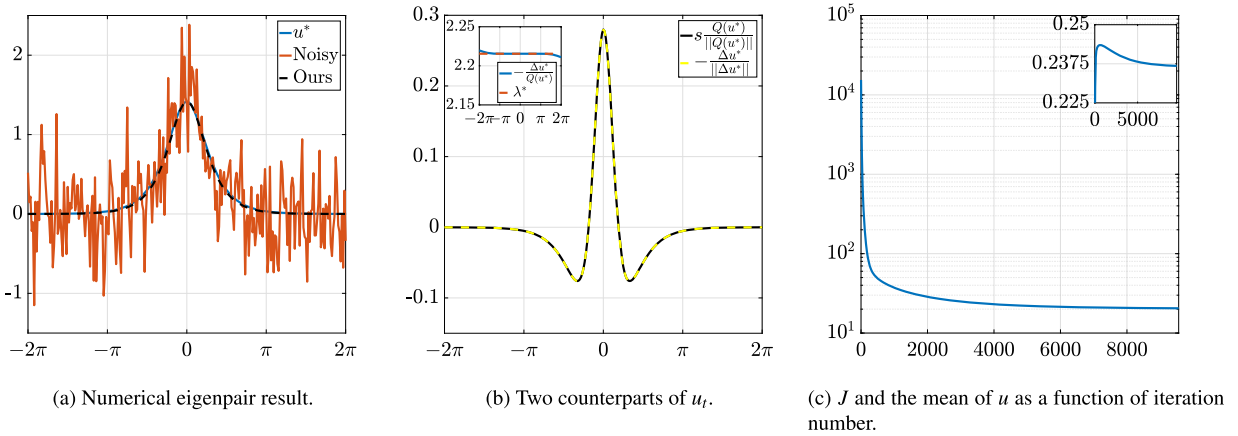 2
1
0
-1
−2π
−π
0
π
2π
u*
Noisy
Ours
(a) Numerical eigenpair result.
0.3
0.2
0.1
0
-0.1
−2π
−π
0
π
2π
s Q(u*) / ||Q(u*)||
− Δu* / ||Δu*||
2.25
2.2
2.15
−2π
−π
0
π
2π
− Δu* / Q(u*)
λ*
(b) Two counterparts of u_t.
10^5
10^4
10^3
10^2
10^1
0
2000
4000
6000
8000
0.25
0.2375
0.225
0
5000
(c) J and the mean of u as a function of iteration
number.